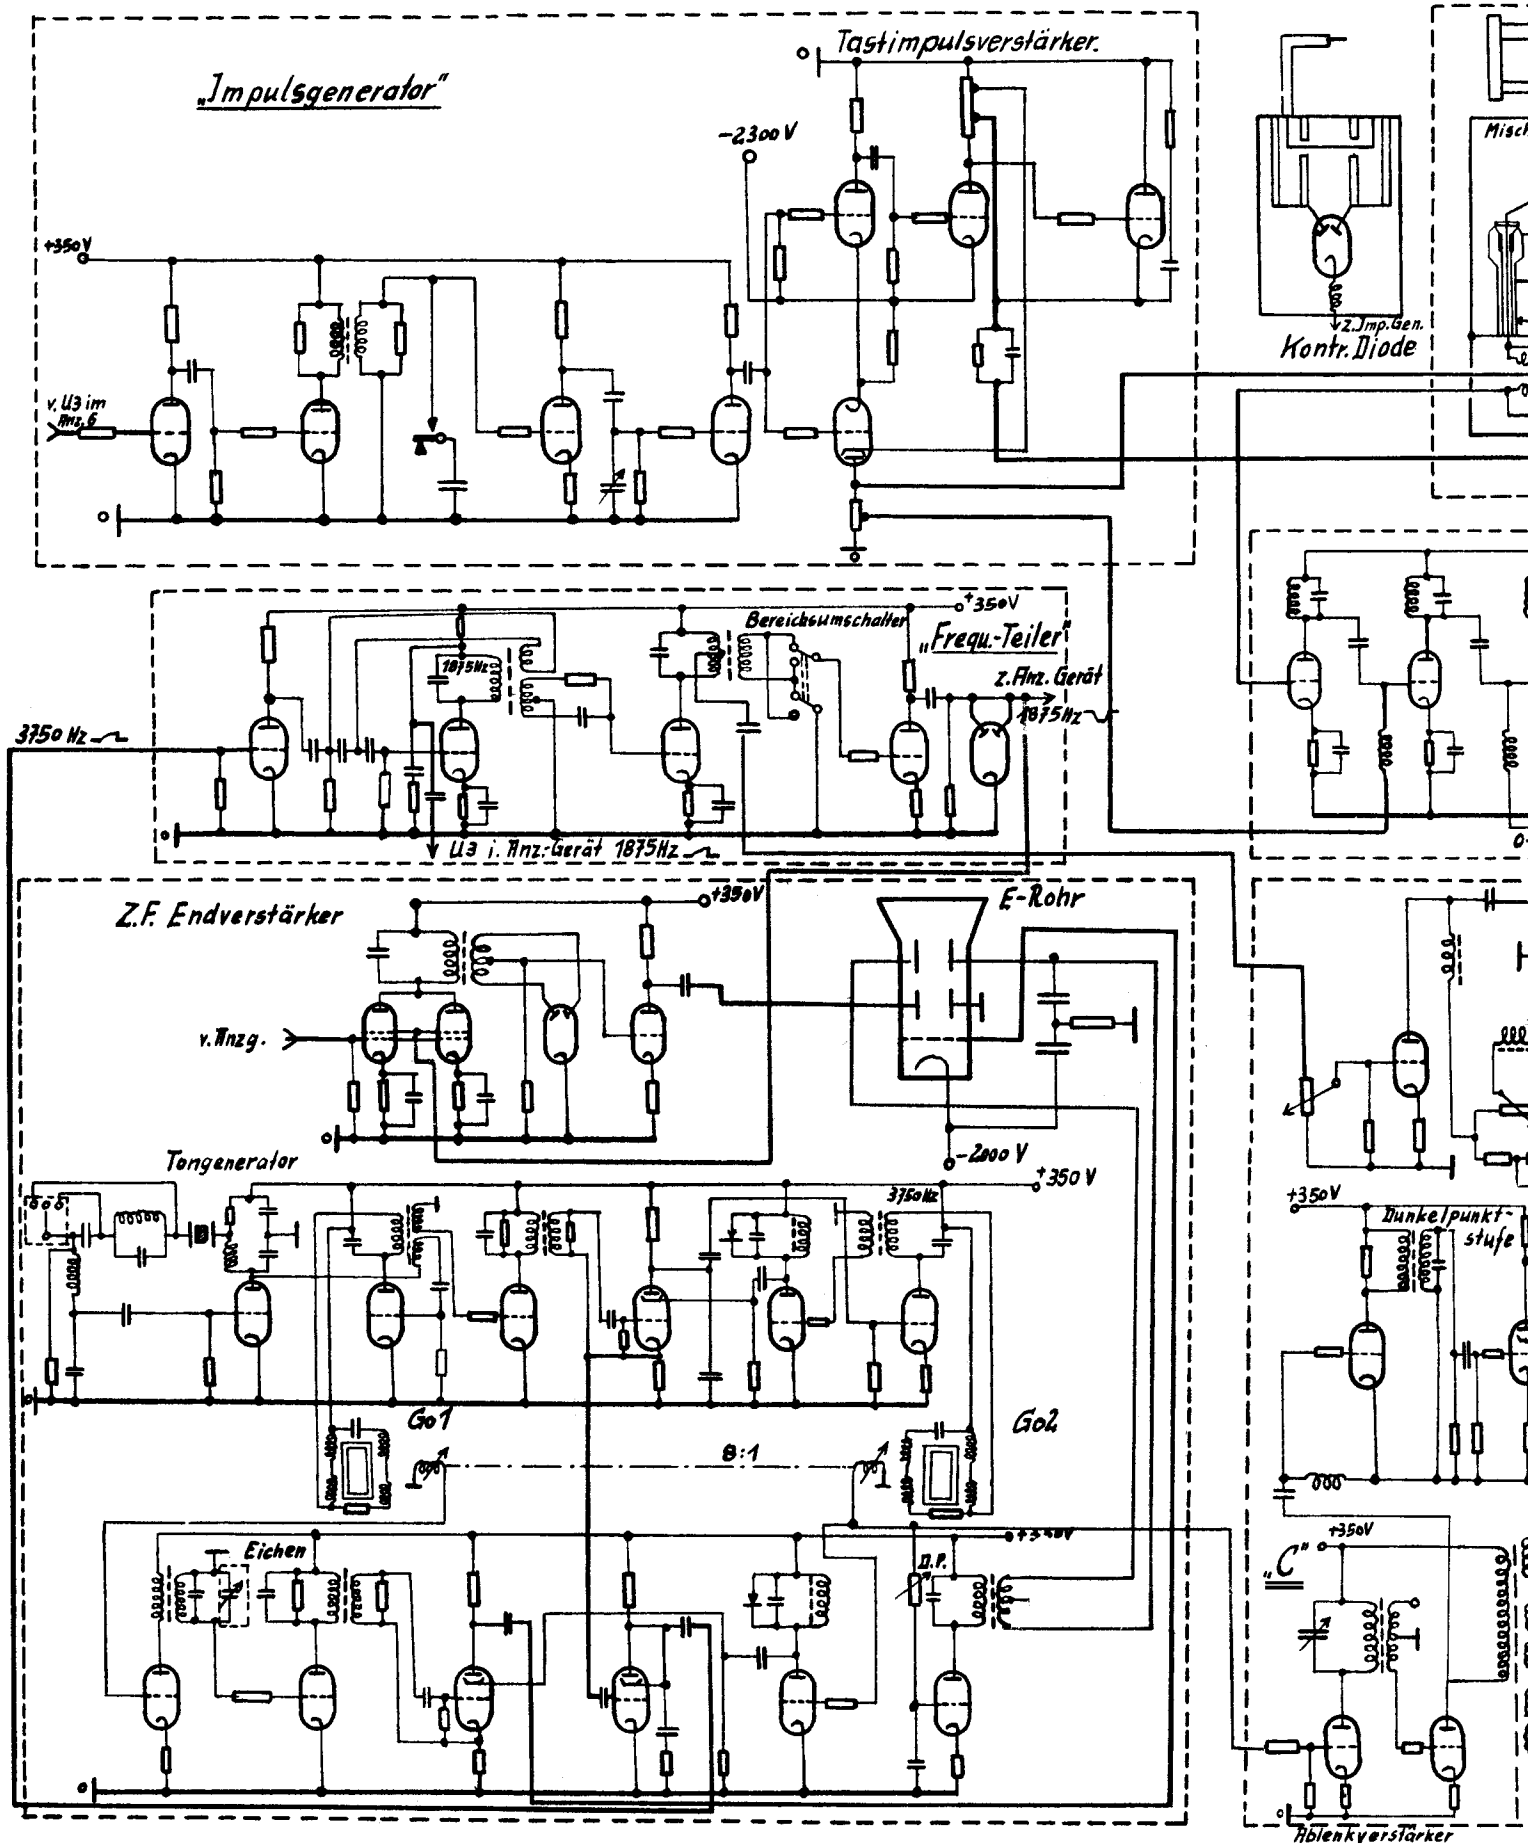 Tastimpulsverstärker.
„Impulsgenerator"
-2300 V
+350V
v. U3 im
Anz. G
Misch
z. Imp. Gen.
Kontr. Diode
+350V
Bereichsumschalter
„Frequ.-Teiler"
1875Hz
z. Anz. Gerät
1875Hz
3750 Hz
U3 i. Anz.-Gerät 1875Hz
Z.F. Endverstärker
+350V
E-Rohr
v. Anzg.
-2000 V
Tongenerator
+350 V
3750Hz
+350V
Dunkelpunkt-
stufe
Go1
Go2
8:1
Eichen
+350V
D.P.
+350V
„C"
Ablenkverstärker